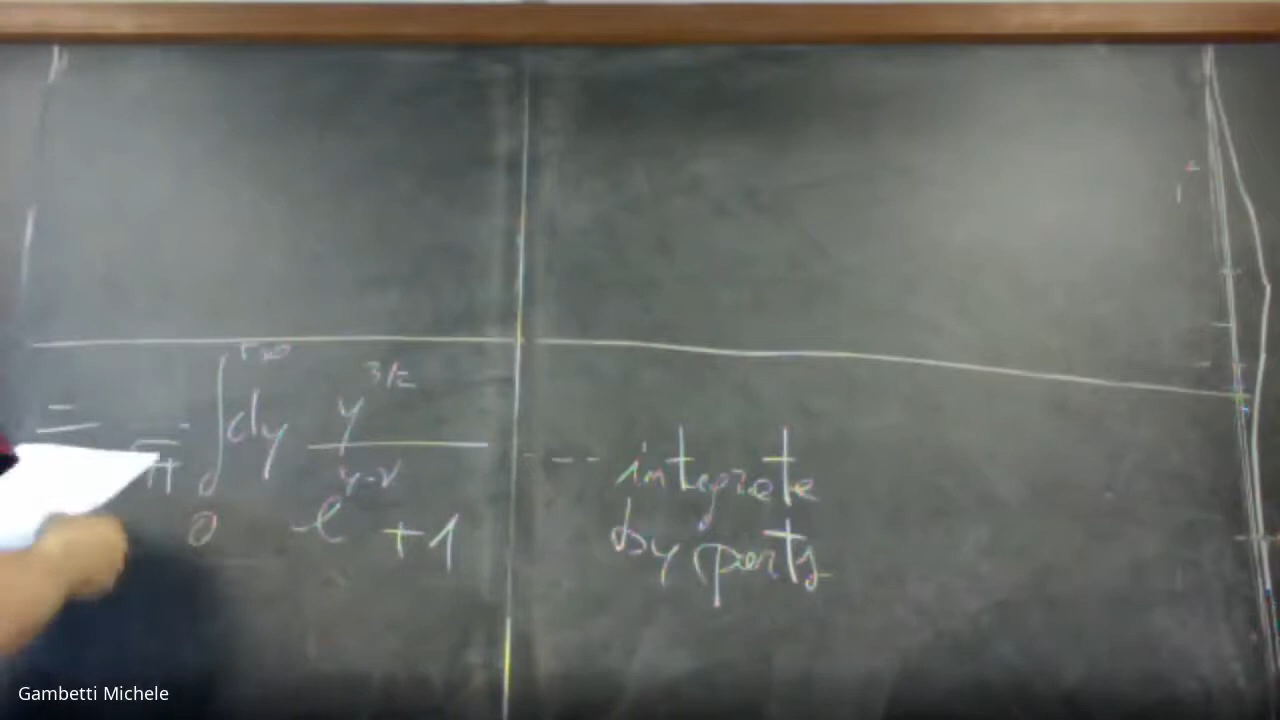 = ∫ dy y^{3/2}
0 e^{y-ν} + 1
--- integrate
by parts
Gambetti Michele